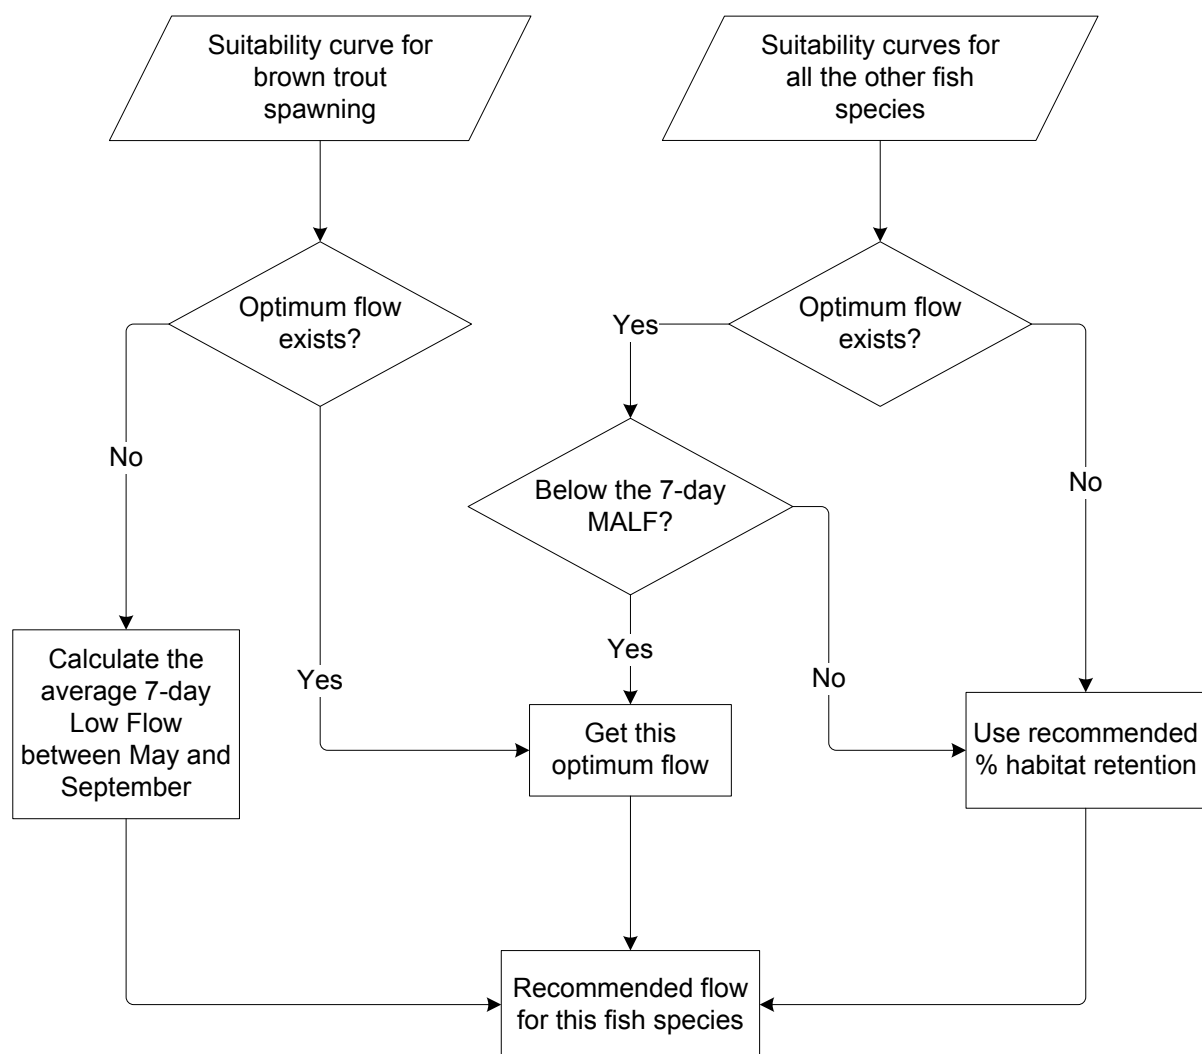 Suitability curve for
brown trout
spawning
Suitability curves for
all the other fish
species
Optimum flow
exists?
Optimum flow
exists?
Yes
No
Below the 7-day
MALF?
No
Yes
Yes
No
Calculate the
average 7-day
Low Flow
between May and
September
Get this
optimum flow
Use recommended
% habitat retention
Recommended flow
for this fish species